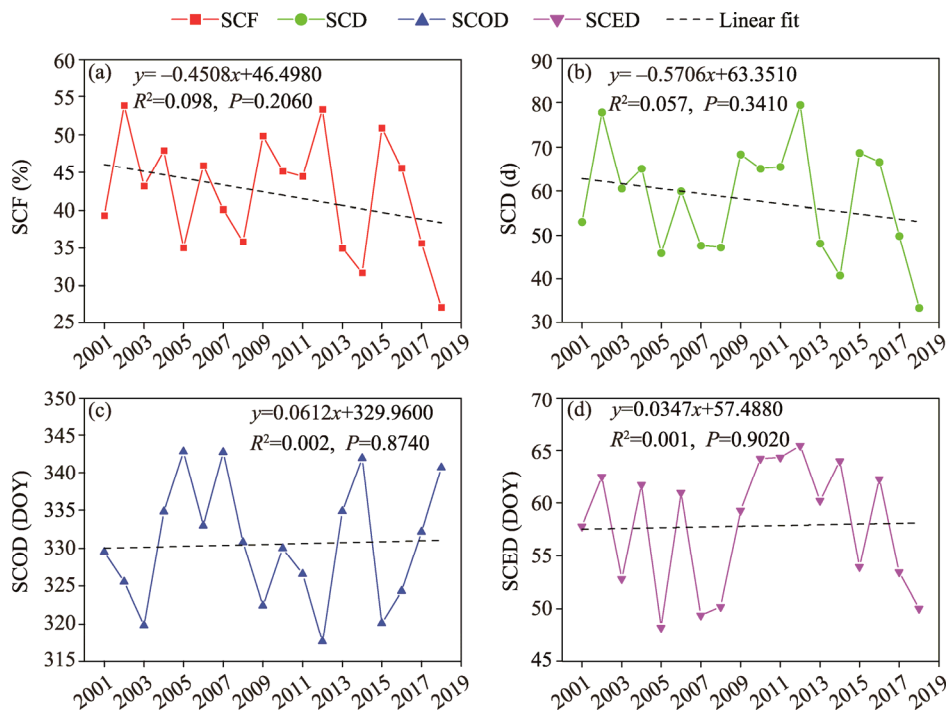 SCF SCD SCOD SCED Linear fit
(a) y= –0.4508x+46.4980
R²=0.098, P=0.2060
SCF (%)
60
55
50
45
40
35
30
25
2001 2003 2005 2007 2009 2011 2013 2015 2017 2019
(b) y= –0.5706x+63.3510
R²=0.057, P=0.3410
SCD (d)
90
80
70
60
50
40
30
2001 2003 2005 2007 2009 2011 2013 2015 2017 2019
(c) y=0.0612x+329.9600
R²=0.002, P=0.8740
SCOD (DOY)
350
345
340
335
330
325
320
315
2001 2003 2005 2007 2009 2011 2013 2015 2017 2019
(d) y=0.0347x+57.4880
R²=0.001, P=0.9020
SCED (DOY)
70
65
60
55
50
45
2001 2003 2005 2007 2009 2011 2013 2015 2017 2019